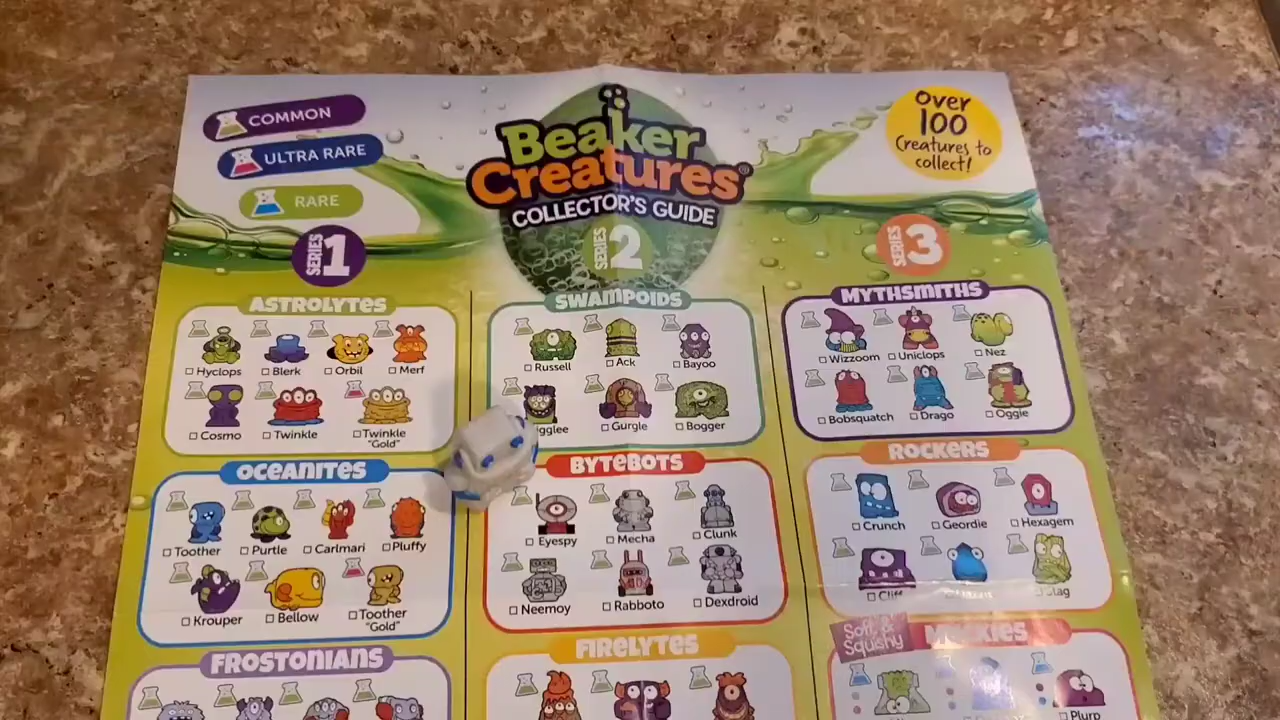 COMMON
ULTRA RARE
RARE
Beaker
Creatures®
COLLECTOR'S GUIDE
Over
100
Creatures to
collect!
SERIES 1
SERIES 2
SERIES 3
ASTROLYTES
Hyclops Blerk Orbil Merf
Cosmo Twinkle Twinkle
"Gold"
OCEANITES
Toother Purtle Carlmari Pluffy
Krouper Bellow Toother
"Gold"
FROSTONIANS
SWAMPOIDS
Russell Ack Bayoo
Gurgle Bogger
BYTEBOTS
Eyespy Mecha Clunk
Neemoy Rabboto Dexdroid
FIRELYTES
MYTHSMITHS
Wizzoom Uniclops Nez
Bobsquatch Drago Oggie
ROCKERS
Crunch Geordie Hexagem
Cliff
Soft &
Squishy
Plurp